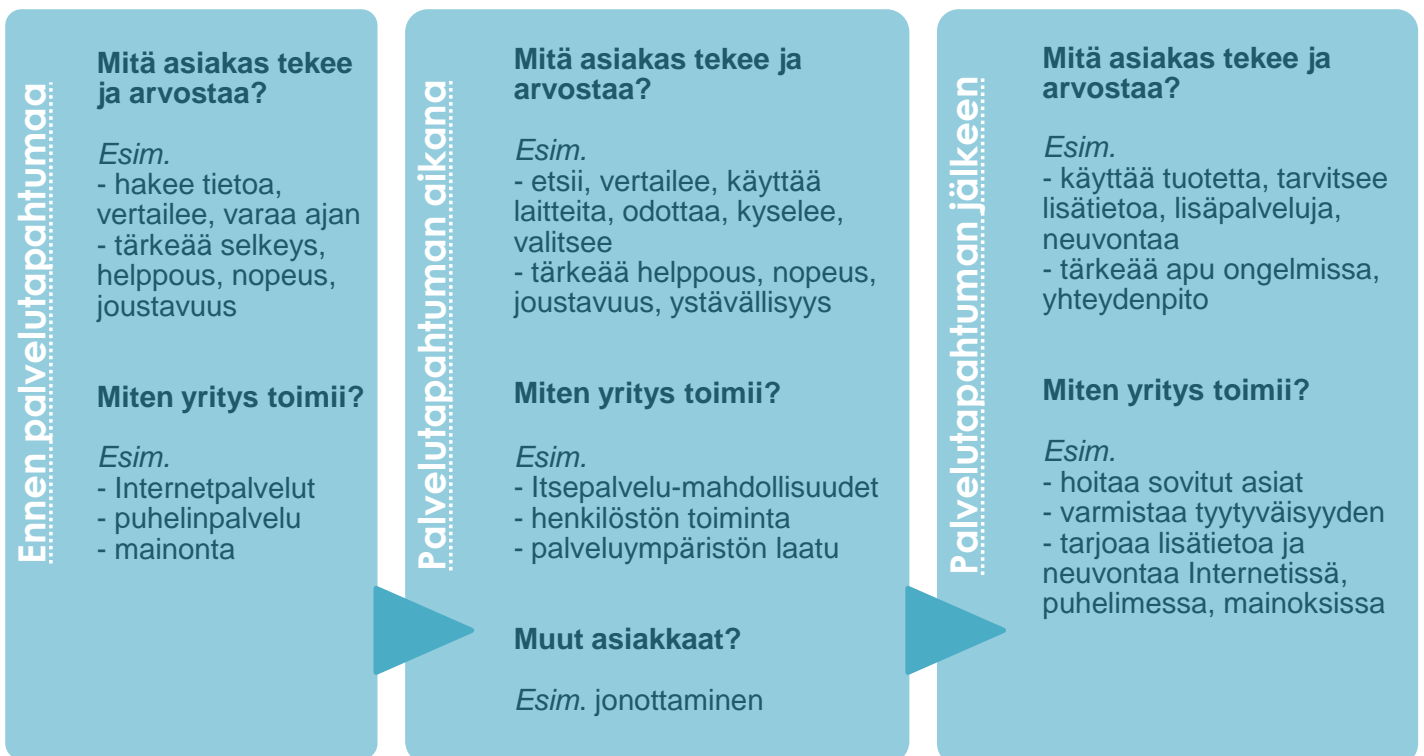 Ennen palvelutapahtumaa
Mitä asiakas tekee
ja arvostaa?
Esim.
- hakee tietoa,
vertailee, varaa ajan
- tärkeää selkeys,
helppous, nopeus,
joustavuus
Miten yritys toimii?
Esim.
- Internetpalvelut
- puhelinpalvelu
- mainonta
Palvelutapahtuman aikana
Mitä asiakas tekee ja
arvostaa?
Esim.
- etsii, vertailee, käyttää
laitteita, odottaa, kyselee,
valitsee
- tärkeää helppous, nopeus,
joustavuus, ystävällisyys
Miten yritys toimii?
Esim.
- Itsepalvelu-mahdollisuudet
- henkilöstön toiminta
- palveluympäristön laatu
Muut asiakkaat?
Esim. jonottaminen
Palvelutapahtuman jälkeen
Mitä asiakas tekee ja
arvostaa?
Esim.
- käyttää tuotetta, tarvitsee
lisätietoa, lisäpalveluja,
neuvontaa
- tärkeää apu ongelmissa,
yhteydenpito
Miten yritys toimii?
Esim.
- hoitaa sovitut asiat
- varmistaa tyytyväisyyden
- tarjoaa lisätietoa ja
neuvontaa Internetissä,
puhelimessa, mainoksissa